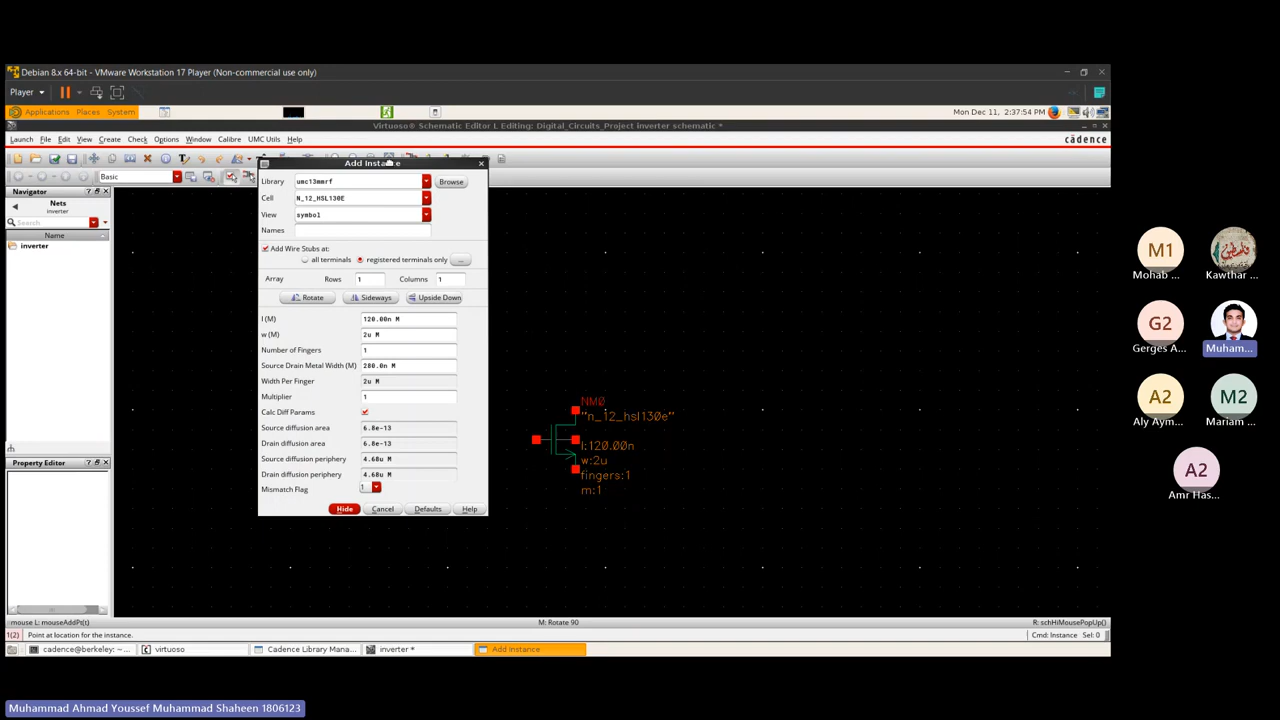 Debian 8.x 64-bit - VMware Workstation 17 Player (Non-commercial use only)
Player
Applications Places System
Mon Dec 11, 2:37:54 PM
Virtuoso® Schematic Editor L Editing: Digital_Circuits_Project inverter schematic *
Launch File Edit View Create Check Options Window Calibre UMC Utils Help
cādence
Basic
Add Instance
Navigator
Nets
inverter
Search
Name
inverter
Property Editor
Library umc13mmrf Browse
Cell N_12_HSL130E
View symbol
Names
Add Wire Stubs at:
all terminals registered terminals only ...
Array Rows 1 Columns 1
Rotate Sideways Upside Down
l (M) 120.00n M
w (M) 2u M
Number of Fingers 1
Source Drain Metal Width (M) 280.0n M
Width Per Finger 2u M
Multiplier 1
Calc Diff Params
Source diffusion area 6.8e-13
Drain diffusion area 6.8e-13
Source diffusion periphery 4.68u M
Drain diffusion periphery 4.68u M
Mismatch Flag 1
Hide Cancel Defaults Help
NM0
"n_12_hsl130e"
l:120.00n
w:2u
fingers:1
m:1
mouse L: mouseAddPt(t) M: Rotate 90 R: schHiMousePopUp()
1(2) Point at location for the instance. Cmd: Instance Sel: 0
cadence@berkeley: ~... virtuoso Cadence Library Mana... inverter * Add Instance
M1
Mohab ... Kawthar ...
G2
Gerges A... Muham...
A2 M2
Aly Aym... Mariam ...
A2
Amr Has...
Muhammad Ahmad Youssef Muhammad Shaheen 1806123